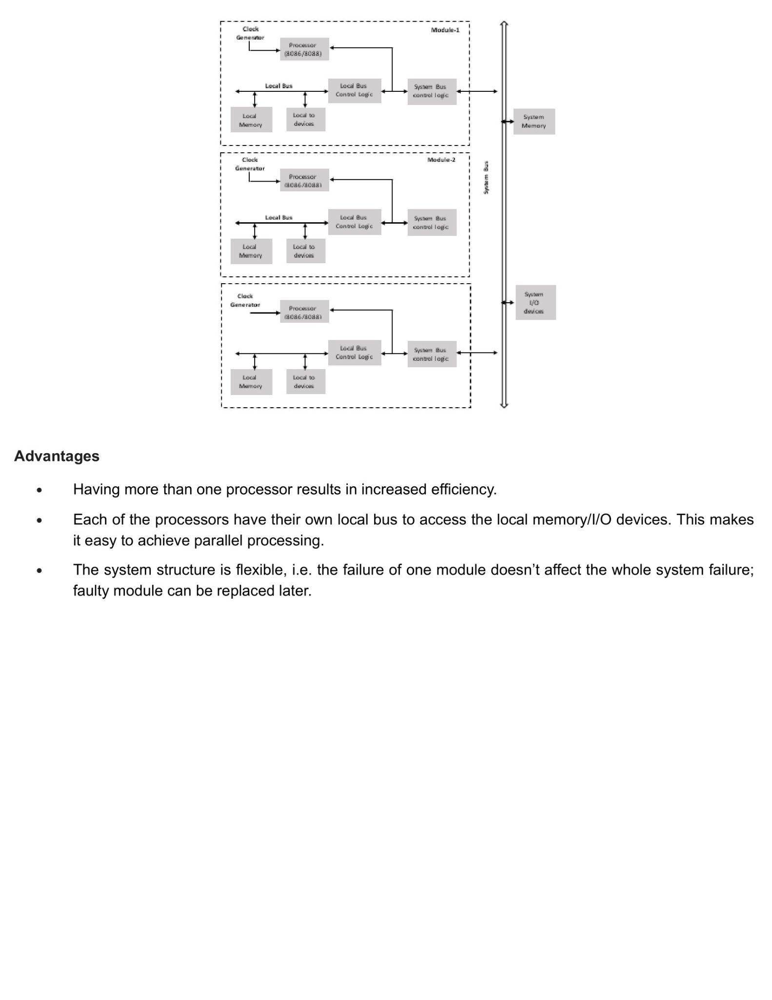 Clock
Generator
Module-1
Processor
(8086/8088)
Local Bus
Local Bus
Control Logic
System Bus
control logic
Local
Memory
Local to
devices
System
Memory
Clock
Generator
Module-2
Processor
(8086/8088)
System Bus
Local Bus
Local Bus
Control Logic
System Bus
control logic
Local
Memory
Local to
devices
Clock
Generator
Processor
(8086/8088)
System
I/O
devices
Local Bus
Control Logic
System Bus
control logic
Local
Memory
Local to
devices
Advantages
• Having more than one processor results in increased efficiency.
• Each of the processors have their own local bus to access the local memory/I/O devices. This makes
it easy to achieve parallel processing.
• The system structure is flexible, i.e. the failure of one module doesn’t affect the whole system failure;
faulty module can be replaced later.